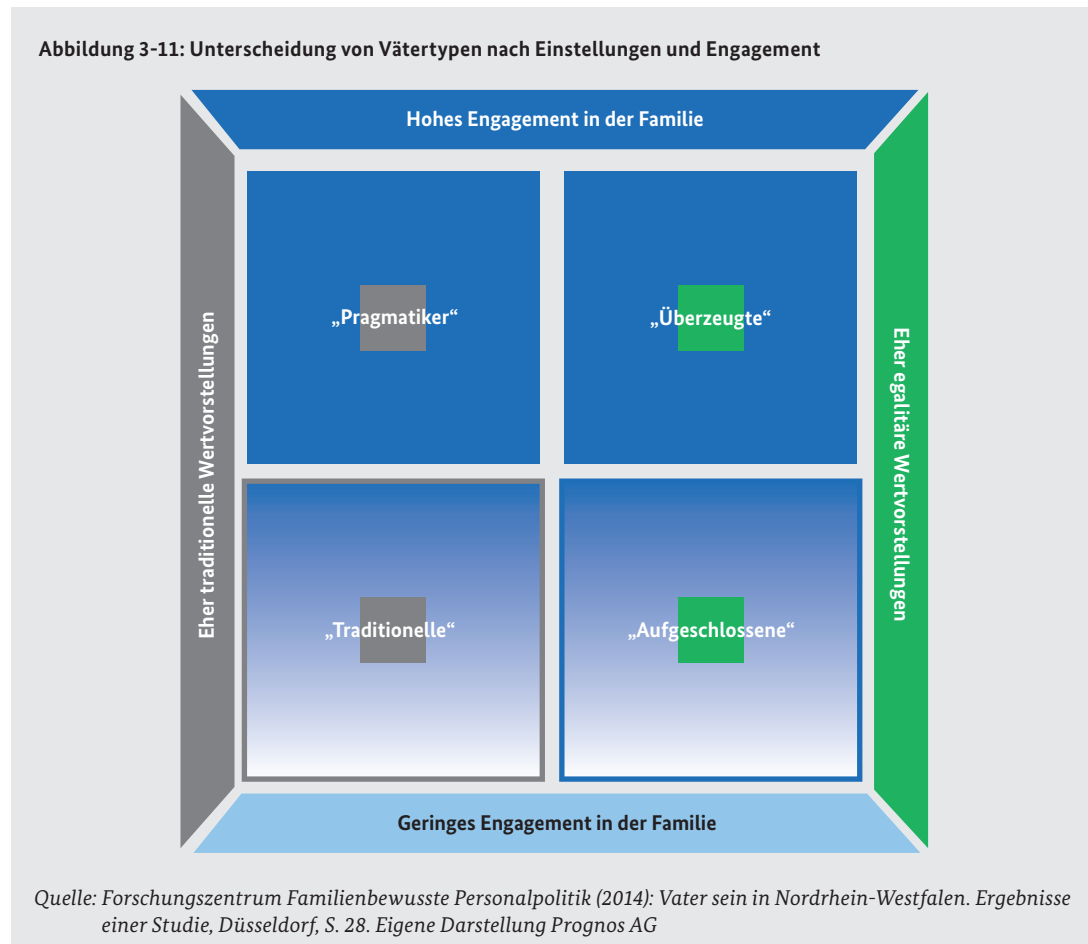 Abbildung 3-11: Unterscheidung von Vätertypen nach Einstellungen und Engagement
Hohes Engagement in der Familie
Eher traditionelle Wertvorstellungen
„Pragmatiker“
„Überzeugte“
Eher egalitäre Wertvorstellungen
„Traditionelle“
„Aufgeschlossene“
Geringes Engagement in der Familie
Quelle: Forschungszentrum Familienbewusste Personalpolitik (2014): Vater sein in Nordrhein-Westfalen. Ergebnisse
einer Studie, Düsseldorf, S. 28. Eigene Darstellung Prognos AG